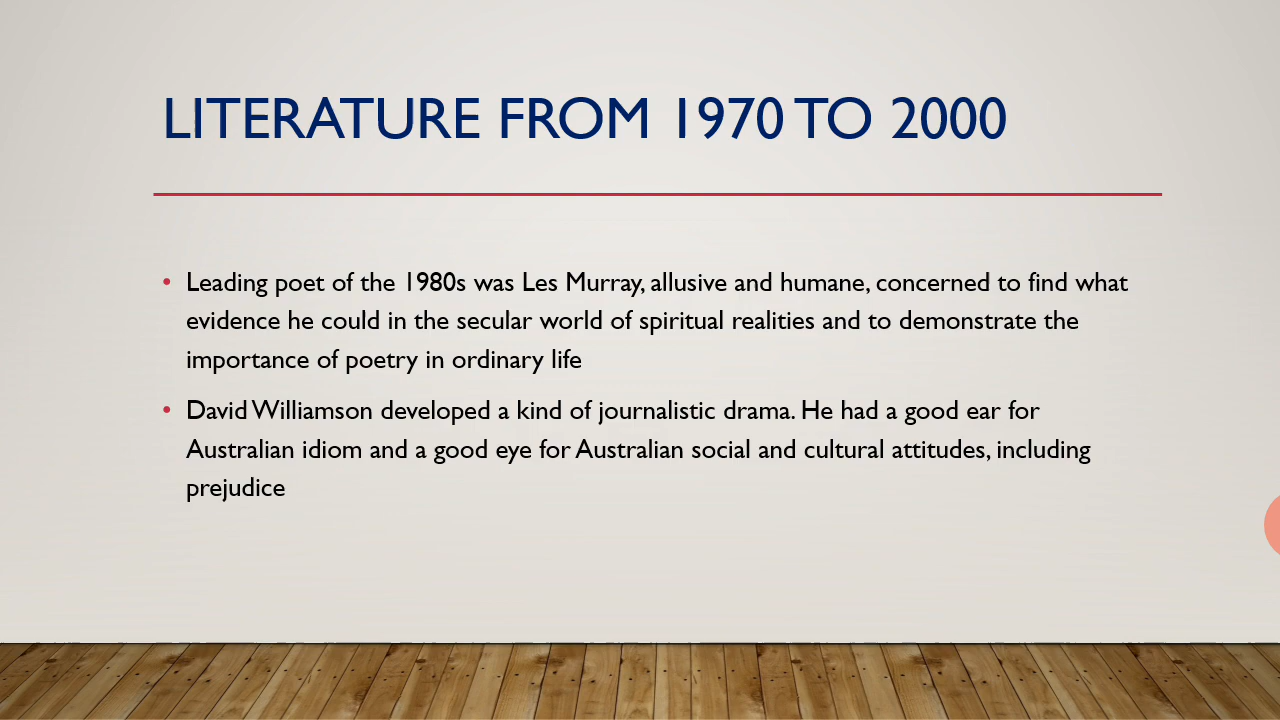 LITERATURE FROM 1970 TO 2000
• Leading poet of the 1980s was Les Murray, allusive and humane, concerned to find what
evidence he could in the secular world of spiritual realities and to demonstrate the
importance of poetry in ordinary life
• David Williamson developed a kind of journalistic drama. He had a good ear for
Australian idiom and a good eye for Australian social and cultural attitudes, including
prejudice